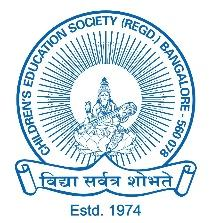 CHILDREN'S EDUCATION SOCIETY (REGD.) BANGALORE - 560 078
विद्या सर्वत्र शोभते
Estd. 1974